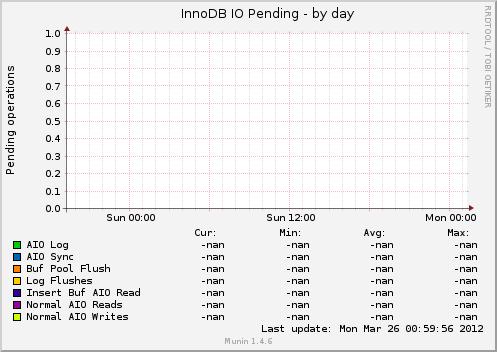 InnoDB IO Pending - by day
RRDTOOL / TOBI OETIKER
Pending operations
1.0
0.9
0.8
0.7
0.6
0.5
0.4
0.3
0.2
0.1
0.0
Sun 00:00 Sun 12:00 Mon 00:00
Cur: Min: Avg: Max:
AIO Log -nan -nan -nan -nan
AIO Sync -nan -nan -nan -nan
Buf Pool Flush -nan -nan -nan -nan
Log Flushes -nan -nan -nan -nan
Insert Buf AIO Read -nan -nan -nan -nan
Normal AIO Reads -nan -nan -nan -nan
Normal AIO Writes -nan -nan -nan -nan
Last update: Mon Mar 26 00:59:56 2012
Munin 1.4.6